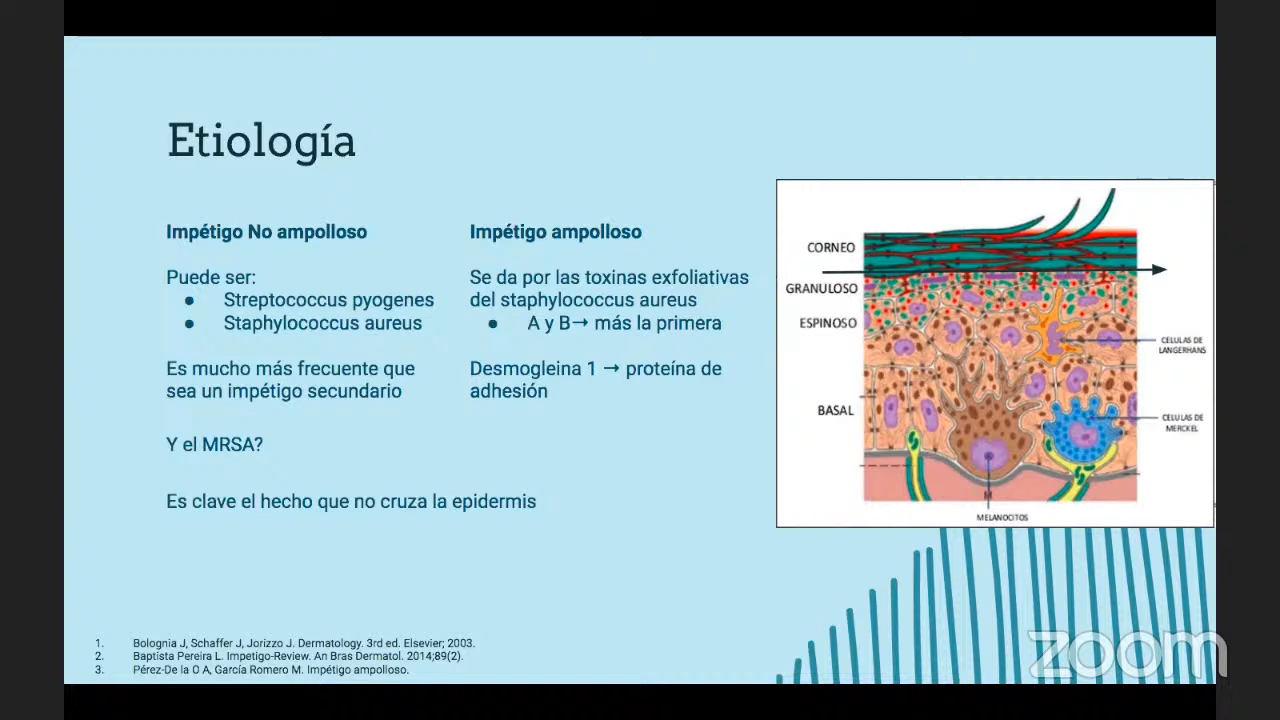 Etiología
Impétigo No ampolloso
Puede ser:
● Streptococcus pyogenes
● Staphylococcus aureus
Es mucho más frecuente que
sea un impétigo secundario
Y el MRSA?
Es clave el hecho que no cruza la epidermis
Impétigo ampolloso
Se da por las toxinas exfoliativas
del staphylococcus aureus
● A y B→ más la primera
Desmogleina 1 → proteína de
adhesión
CORNEO
GRANULOSO
ESPINOSO
BASAL
CELULAS DE
LANGERHANS
CELULAS DE
MERCKEL
M
MELANOCITOS
1. Bolognia J, Schaffer J, Jorizzo J. Dermatology. 3rd ed. Elsevier; 2003.
2. Baptista Pereira L. Impetigo-Review. An Bras Dermatol. 2014;89(2).
3. Pérez-De la O A, García Romero M. Impétigo ampolloso.
zoom